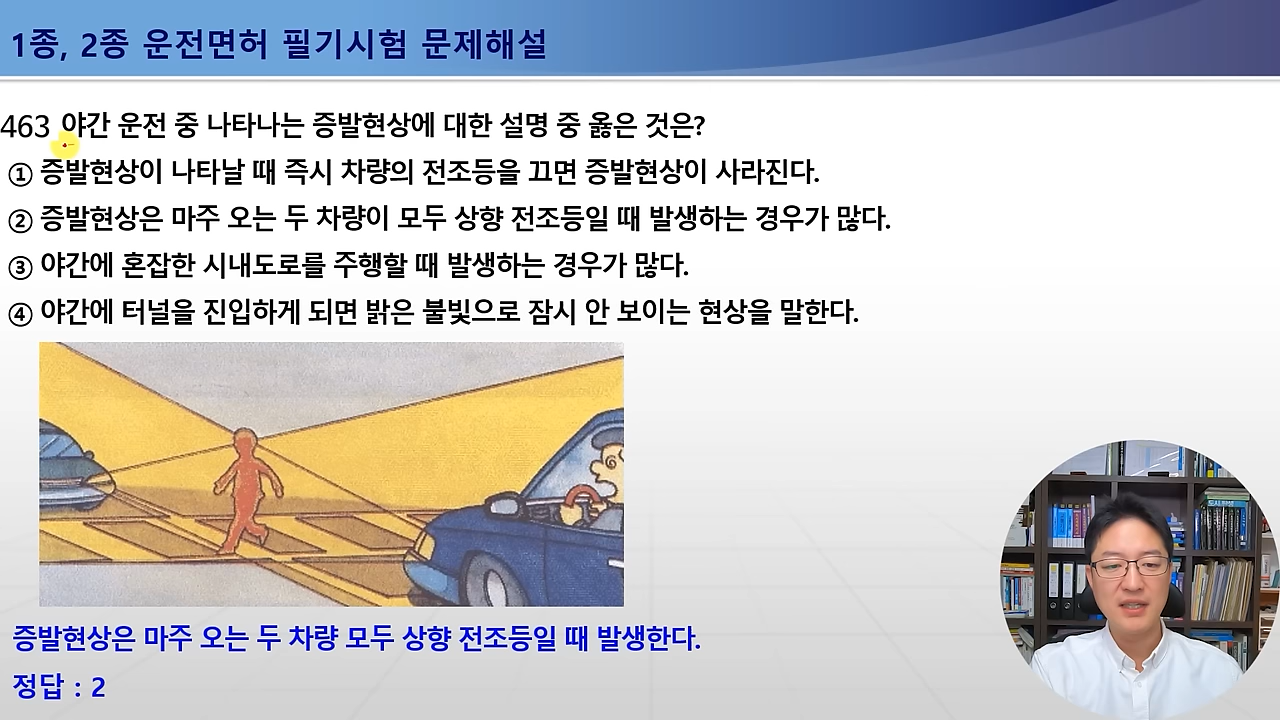 1종, 2종 운전면허 필기시험 문제해설
463 야간 운전 중 나타나는 증발현상에 대한 설명 중 옳은 것은?
① 증발현상이 나타날 때 즉시 차량의 전조등을 끄면 증발현상이 사라진다.
② 증발현상은 마주 오는 두 차량이 모두 상향 전조등일 때 발생하는 경우가 많다.
③ 야간에 혼잡한 시내도로를 주행할 때 발생하는 경우가 많다.
④ 야간에 터널을 진입하게 되면 밝은 불빛으로 잠시 안 보이는 현상을 말한다.
증발현상은 마주 오는 두 차량 모두 상향 전조등일 때 발생한다.
정답 : 2